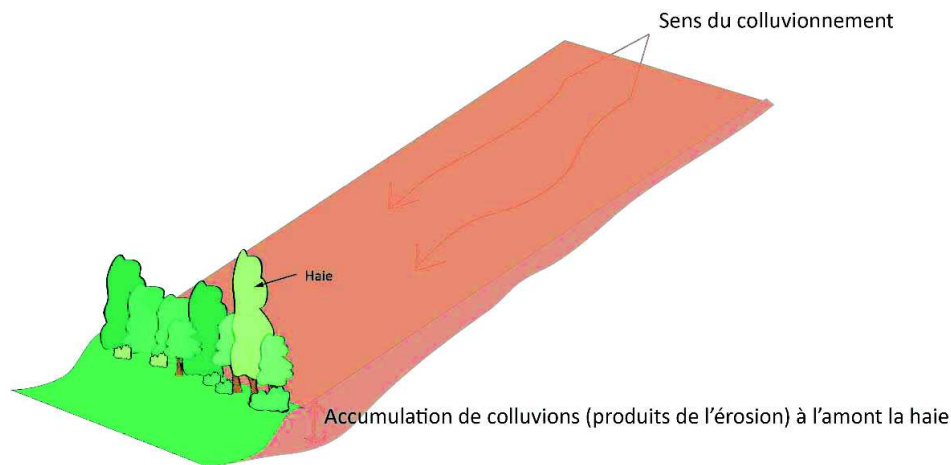 Sens du colluvionnement
Haie
Accumulation de colluvions (produits de l'érosion) à l'amont la haie